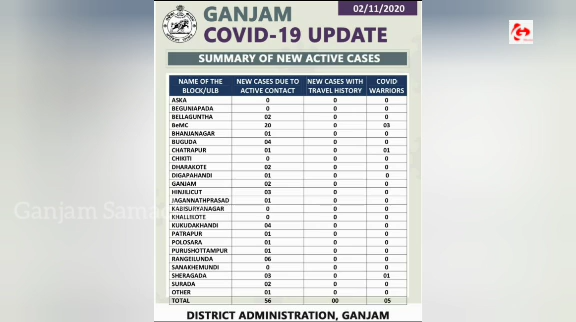 02/11/2020
GANJAM
COVID-19 UPDATE
SUMMARY OF NEW ACTIVE CASES
NAME OF THE BLOCK/ULB NEW CASES DUE TO ACTIVE CONTACT NEW CASES WITH TRAVEL HISTORY COVID WARRIORS
ASKA 0 0 0
BEGUNIAPADA 0 0 0
BELLAGUNTHA 02 0 0
BeMC 20 0 03
BHANJANAGAR 01 0 0
BUGUDA 04 0 0
CHATRAPUR 01 0 01
CHIKITI 0 0 0
DHARAKOTE 02 0 0
DIGAPAHANDI 01 0 0
GANJAM 02 0 0
HINJILICUT 03 0 0
JAGANNATHPRASAD 01 0 0
KABISURYANAGAR 0 0 0
KHALLIKOTE 0 0 0
KUKUDAKHANDI 04 0 0
PATRAPUR 01 0 0
POLOSARA 01 0 0
PURUSHOTTAMPUR 01 0 0
RANGEILUNDA 06 0 0
SANAKHEMUNDI 0 0 0
SHERAGADA 03 0 01
SURADA 02 0 0
OTHER 01 0 0
TOTAL 56 00 05
DISTRICT ADMINISTRATION, GANJAM
Ganjam